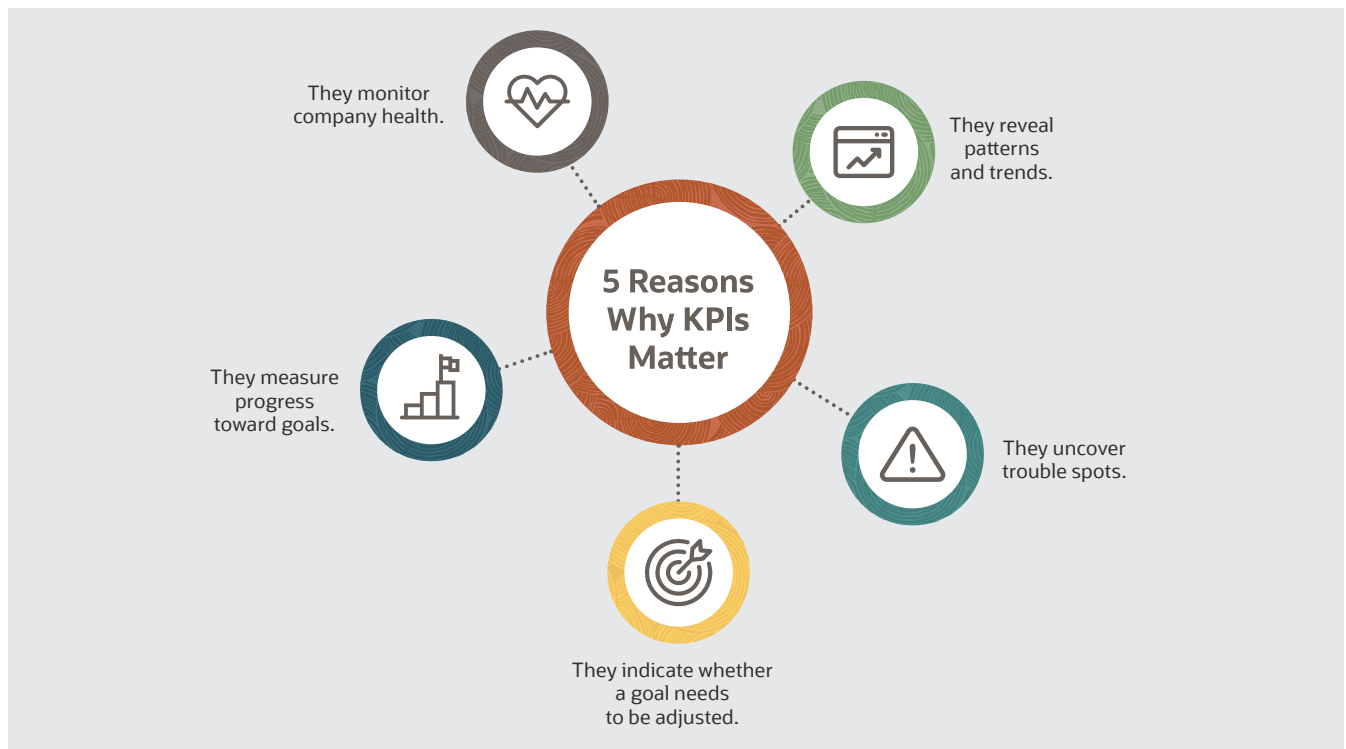 5 Reasons
Why KPIs
Matter
They monitor
company health.
They reveal
patterns
and trends.
They uncover
trouble spots.
They indicate whether
a goal needs
to be adjusted.
They measure
progress
toward goals.